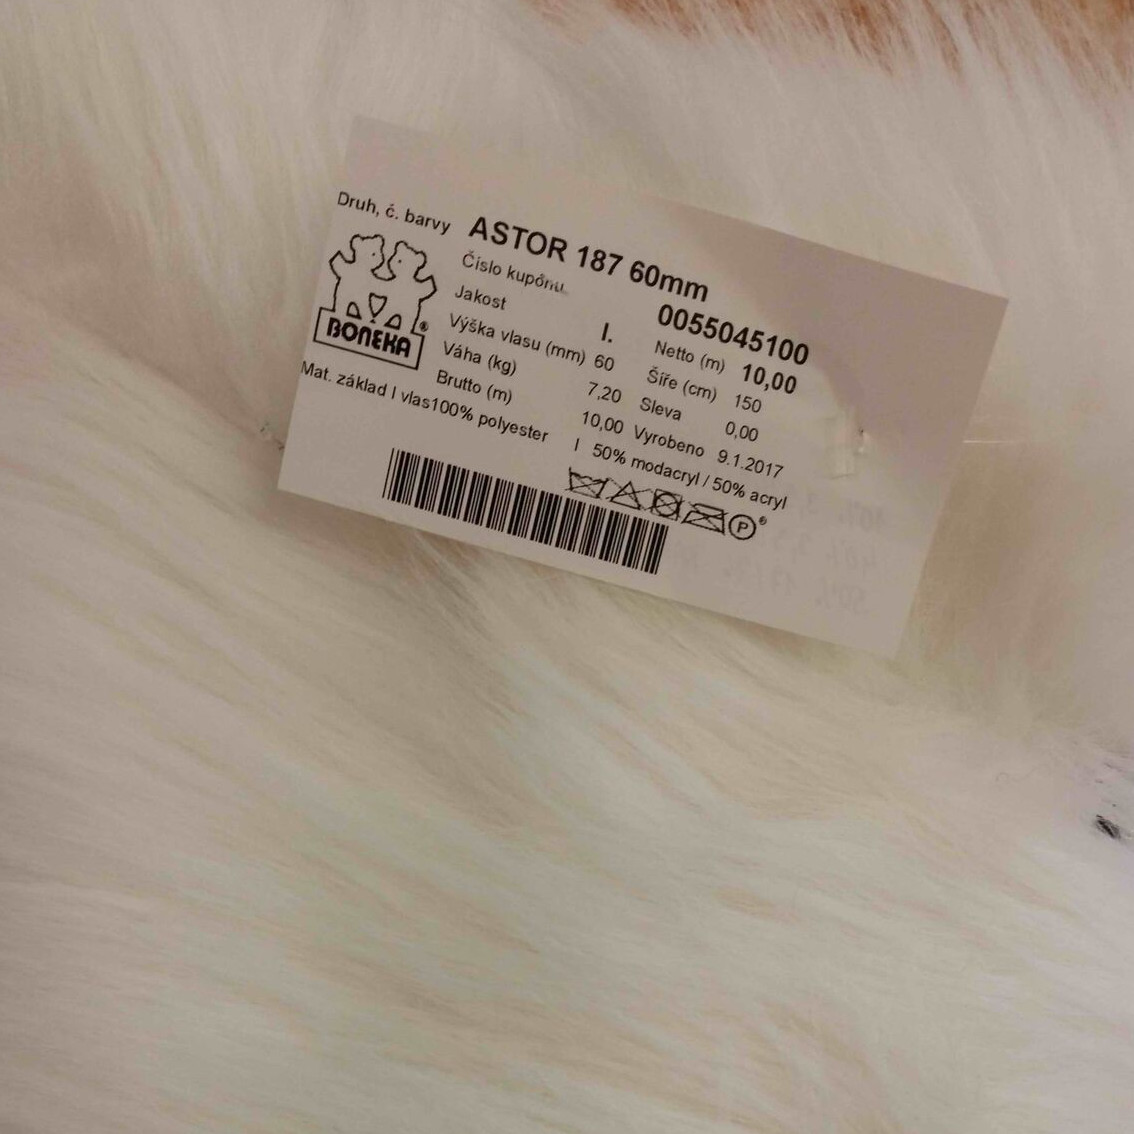 Druh, č. barvy ASTOR 187 60mm
Číslo kupónu 0055045100
Jakost I. Netto (m) 10,00
Výška vlasu (mm) 60 Šíře (cm) 150
Váha (kg) 7,20 Sleva 0,00
Brutto (m) 10,00 Vyrobeno 9.1.2017
Mat. základ I vlas100% polyester I 50% modacryl / 50% acryl
BONEKA ®
P ®